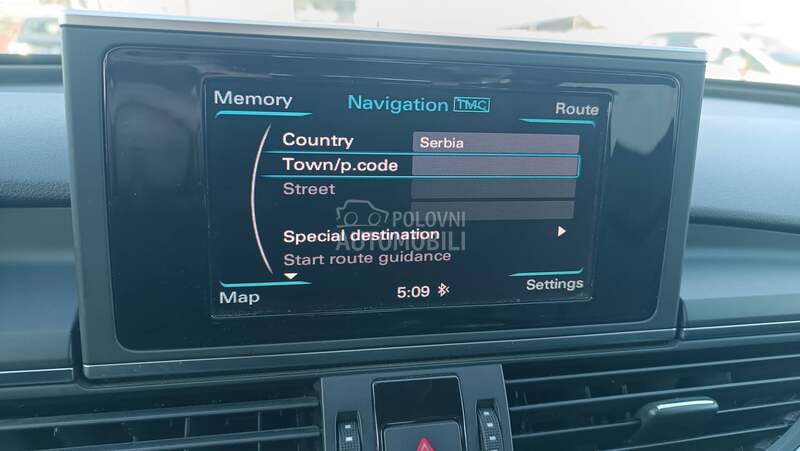 Memory
Navigation TMC
Route
Country Serbia
Town/p.code
Street
POLOVNI
AUTOMOBILI
Special destination
Start route guidance
Map
5:09
Settings